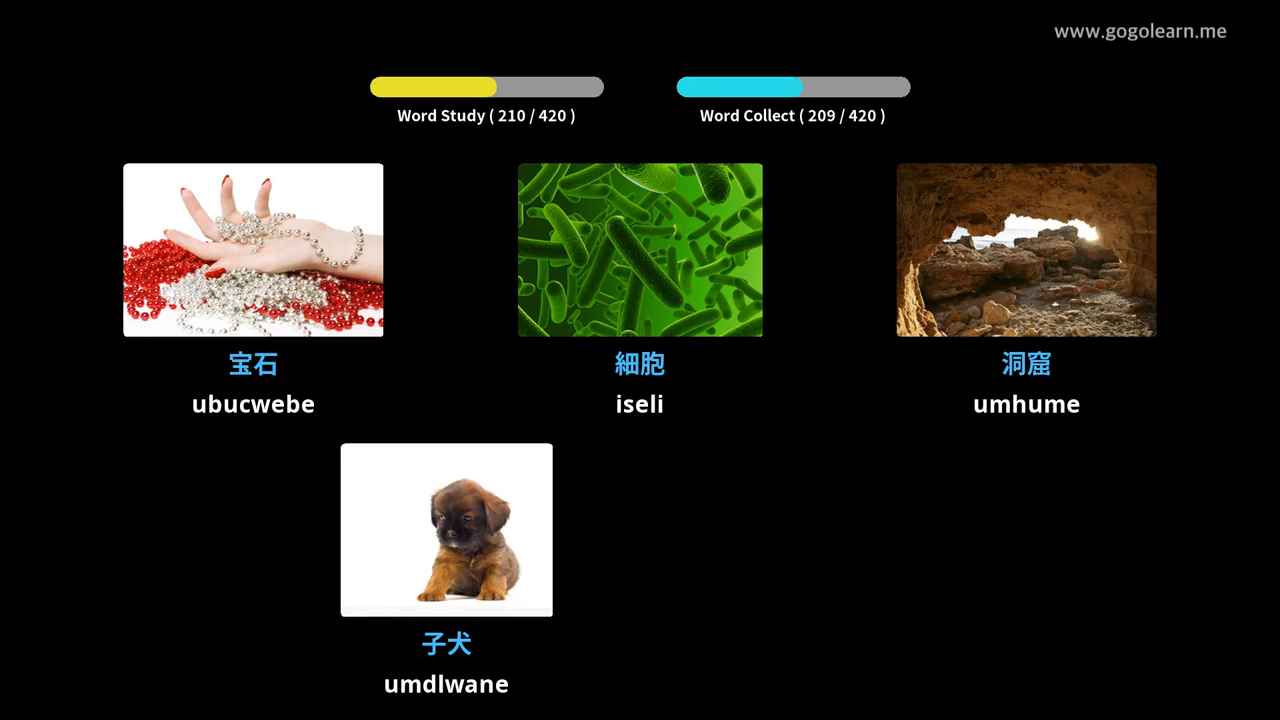 www.gogolearn.me
Word Study ( 210 / 420 )
Word Collect ( 209 / 420 )
宝石
細胞
洞窟
ubucwebe
iseli
umhume
子犬
umdlwane